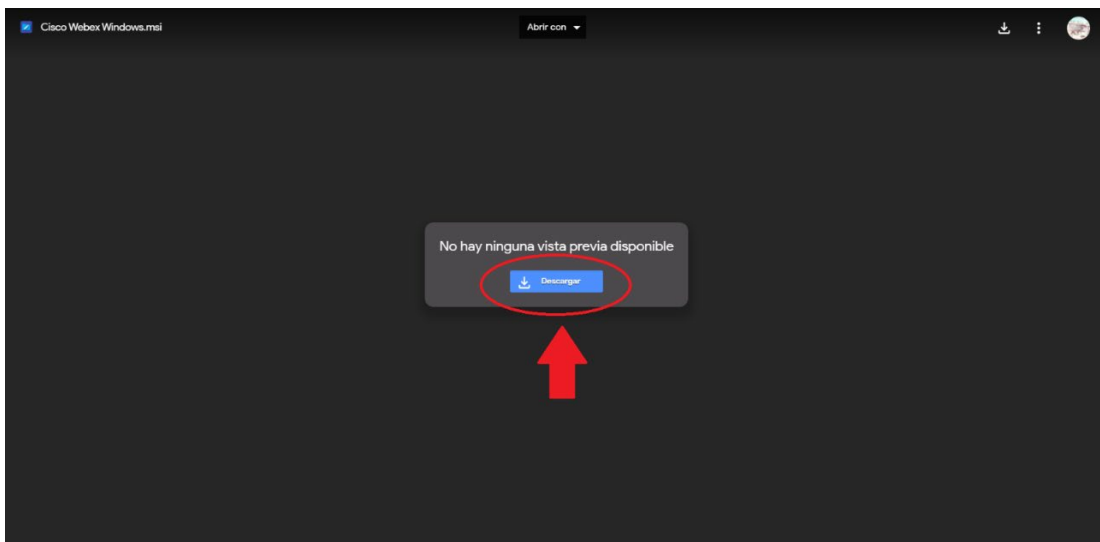 Cisco Webex Windows.msi
Abrir con
No hay ninguna vista previa disponible
Descargar